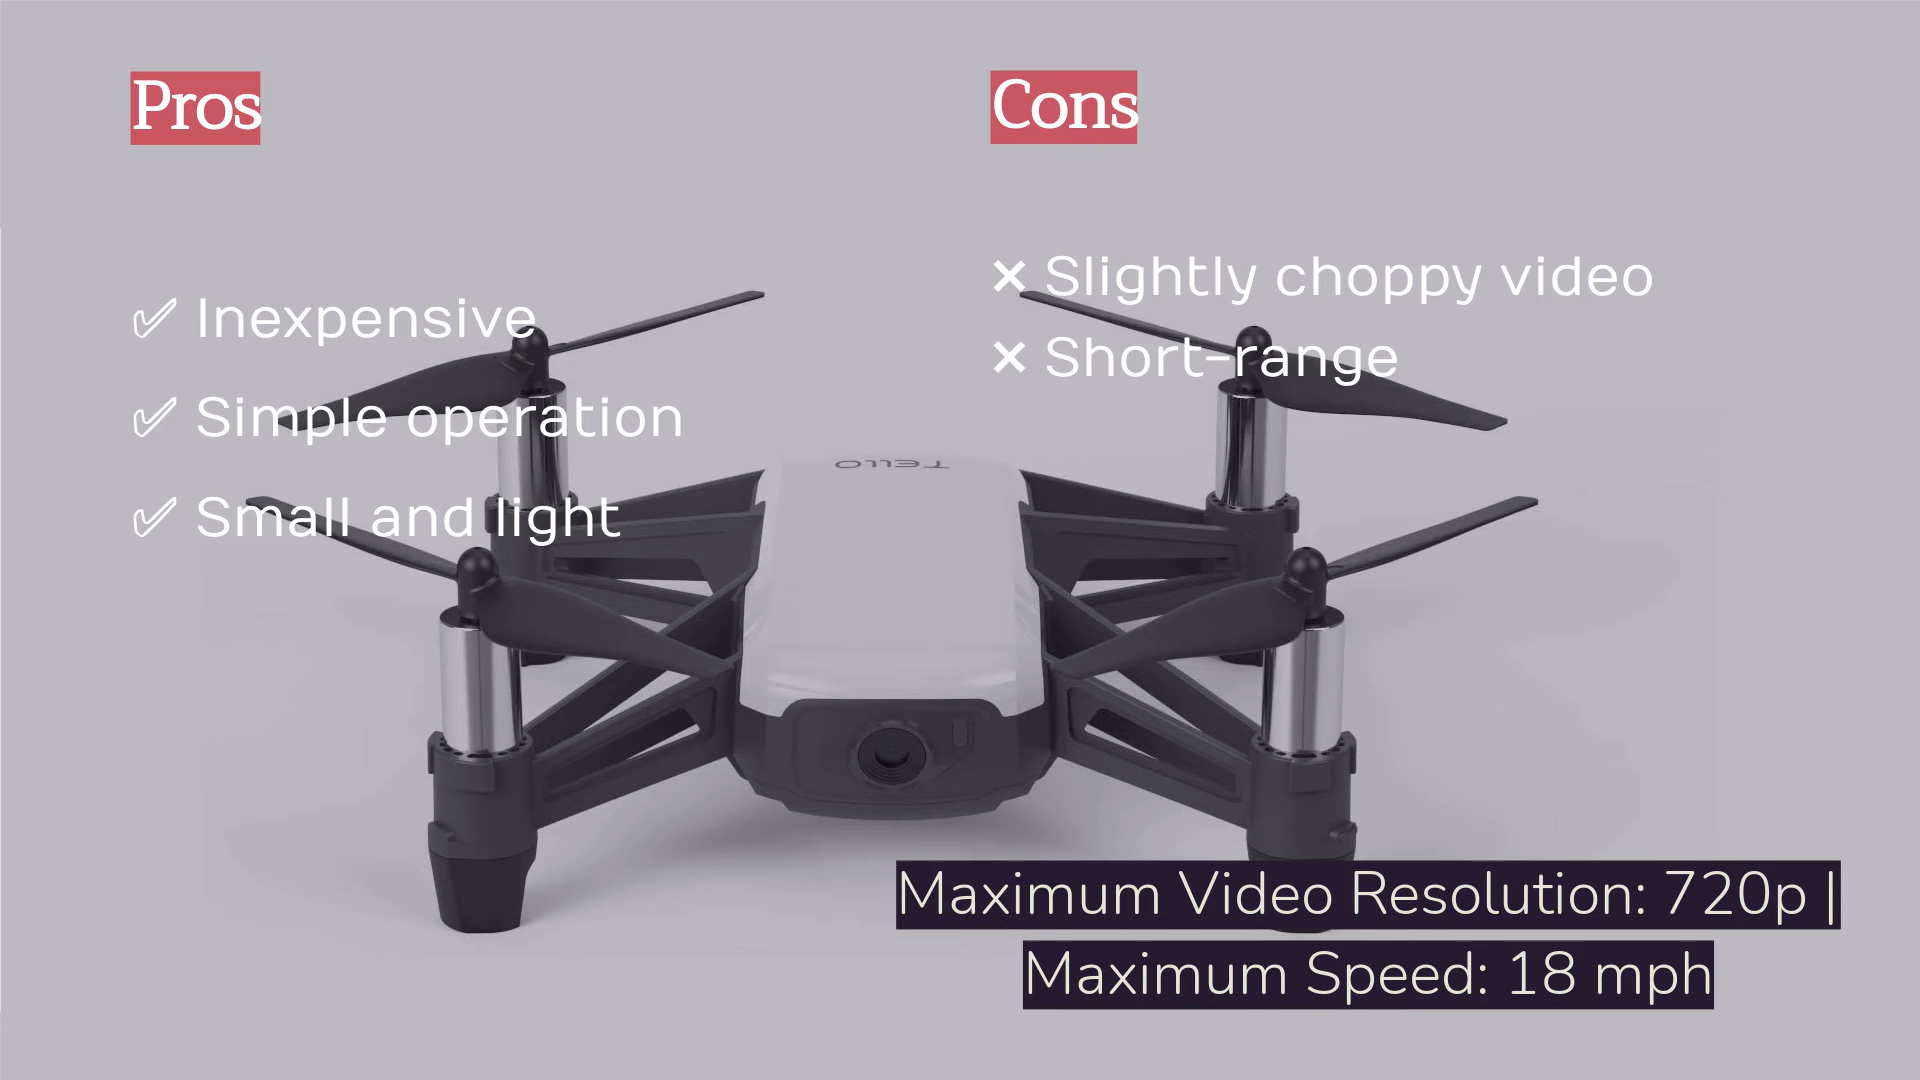 Pros
✔ Inexpensive
✔ Simple operation
✔ Small and light
Cons
× Slightly choppy video
× Short-range
TELLO
Maximum Video Resolution: 720p |
Maximum Speed: 18 mph